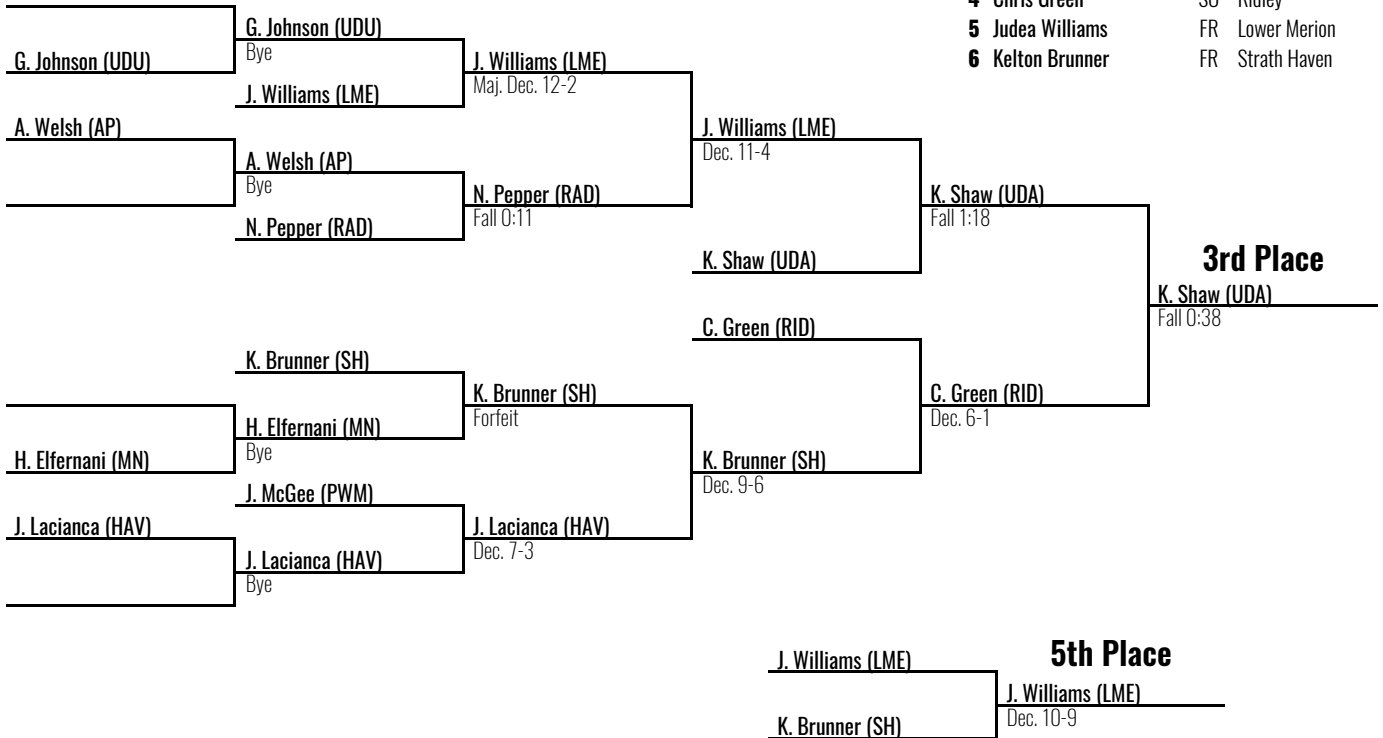 4 Chris Green SO Ridley
5 Judea Williams FR Lower Merion
6 Kelton Brunner FR Strath Haven
G. Johnson (UDU)
Bye
G. Johnson (UDU)
J. Williams (LME)
Maj. Dec. 12-2
J. Williams (LME)
A. Welsh (AP)
J. Williams (LME)
Dec. 11-4
A. Welsh (AP)
Bye
N. Pepper (RAD)
Fall 0:11
K. Shaw (UDA)
Fall 1:18
N. Pepper (RAD)
K. Shaw (UDA)
3rd Place
K. Shaw (UDA)
Fall 0:38
C. Green (RID)
K. Brunner (SH)
K. Brunner (SH)
Forfeit
C. Green (RID)
Dec. 6-1
H. Elfernani (MN)
Bye
H. Elfernani (MN)
K. Brunner (SH)
Dec. 9-6
J. McGee (PWM)
J. Lacianca (HAV)
J. Lacianca (HAV)
Dec. 7-3
J. Lacianca (HAV)
Bye
5th Place
J. Williams (LME)
J. Williams (LME)
Dec. 10-9
K. Brunner (SH)